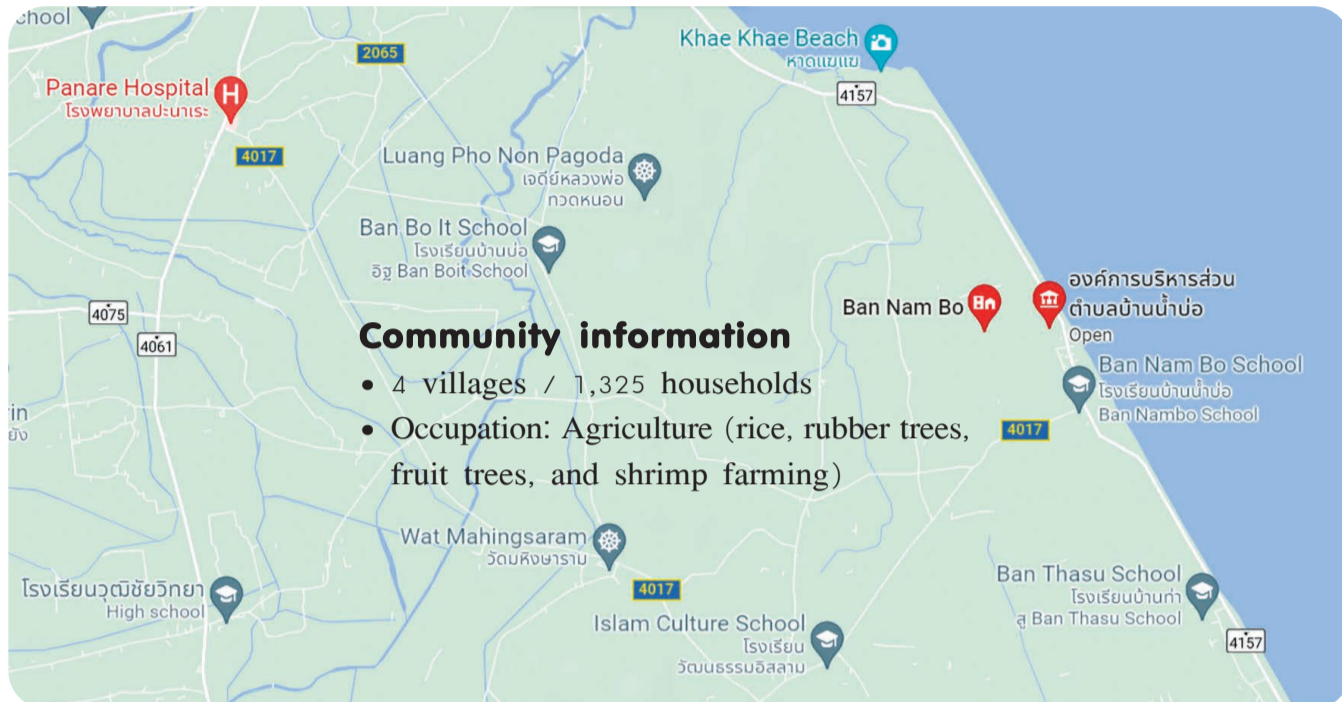 chool
2065
Khae Khae Beach
หาดแฆแฆ
Panare Hospital
โรงพยาบาลปะนาเระ
4157
4017
Luang Pho Non Pagoda
เจดีย์หลวงพ่อ
ทวดหนอน
Ban Bo It School
โรงเรียนบ้านบ่อ
อิฐ Ban Boit School
4075
4061
Ban Nam Bo
องค์การบริหารส่วน
ตำบลบ้านน้ำบ่อ
Open
Community information
• 4 villages / 1,325 households
• Occupation: Agriculture (rice, rubber trees,
fruit trees, and shrimp farming)
Ban Nam Bo School
โรงเรียนบ้านน้ำบ่อ
Ban Nambo School
4017
rin
ยัง
Wat Mahingsaram
วัดมหิงษาราม
4017
โรงเรียนวุฒิชัยวิทยา
High school
Islam Culture School
โรงเรียน
วัฒนธรรมอิสลาม
Ban Thasu School
โรงเรียนบ้านท่า
สู Ban Thasu School
4157